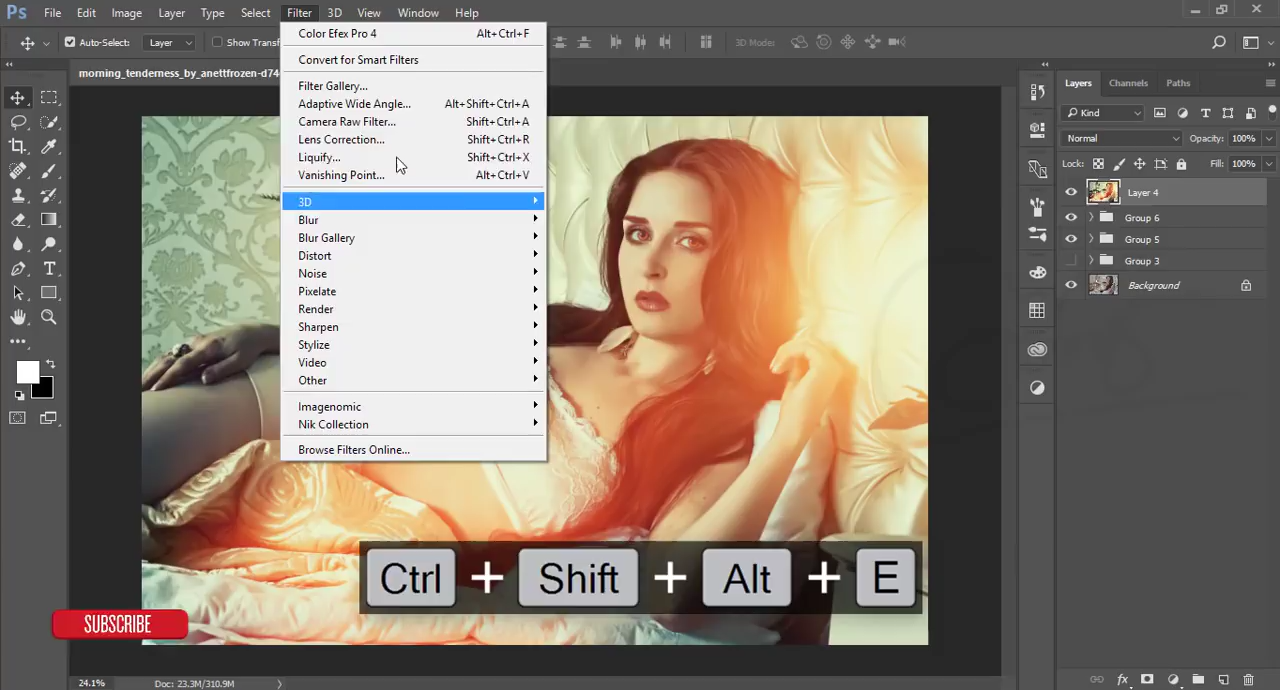 Ps File Edit Image Layer Type Select Filter 3D View Window Help
Auto-Select: Layer Show Transf 3D Mode:
morning_tenderness_by_anettfrozen-d74
Color Efex Pro 4 Alt+Ctrl+F
Convert for Smart Filters
Filter Gallery...
Adaptive Wide Angle... Alt+Shift+Ctrl+A
Camera Raw Filter... Shift+Ctrl+A
Lens Correction... Shift+Ctrl+R
Liquify... Shift+Ctrl+X
Vanishing Point... Alt+Ctrl+V
3D
Blur
Blur Gallery
Distort
Noise
Pixelate
Render
Sharpen
Stylize
Video
Other
Imagenomic
Nik Collection
Browse Filters Online...
Layers Channels Paths
Kind
Normal Opacity: 100%
Lock: Fill: 100%
Layer 4
Group 6
Group 5
Group 3
Background
Ctrl + Shift + Alt + E
SUBSCRIBE
24.1% Doc: 23.3M/310.9M